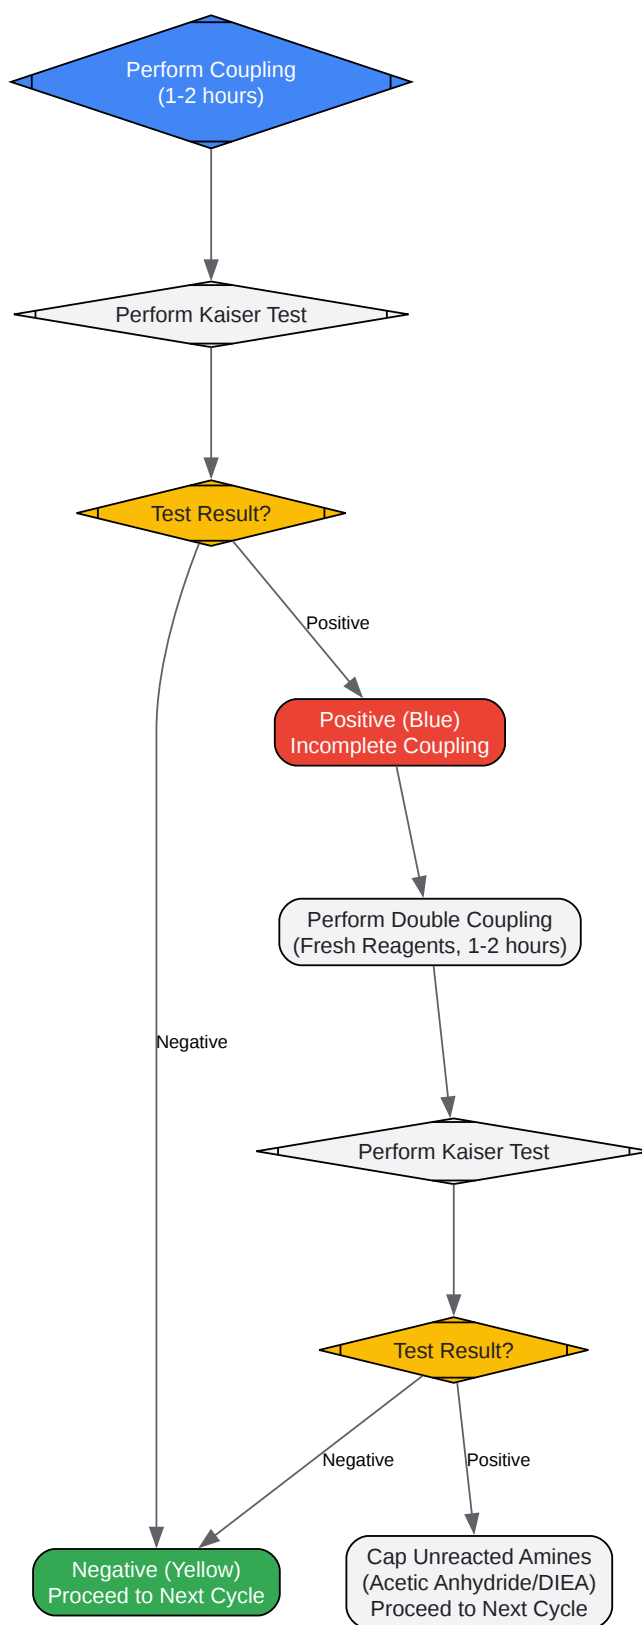 Perform Coupling
(1-2 hours)
Perform Kaiser Test
Test Result?
Positive
Positive (Blue)
Incomplete Coupling
Perform Double Coupling
(Fresh Reagents, 1-2 hours)
Negative
Perform Kaiser Test
Test Result?
Negative
Positive
Negative (Yellow)
Proceed to Next Cycle
Cap Unreacted Amines
(Acetic Anhydride/DIEA)
Proceed to Next Cycle